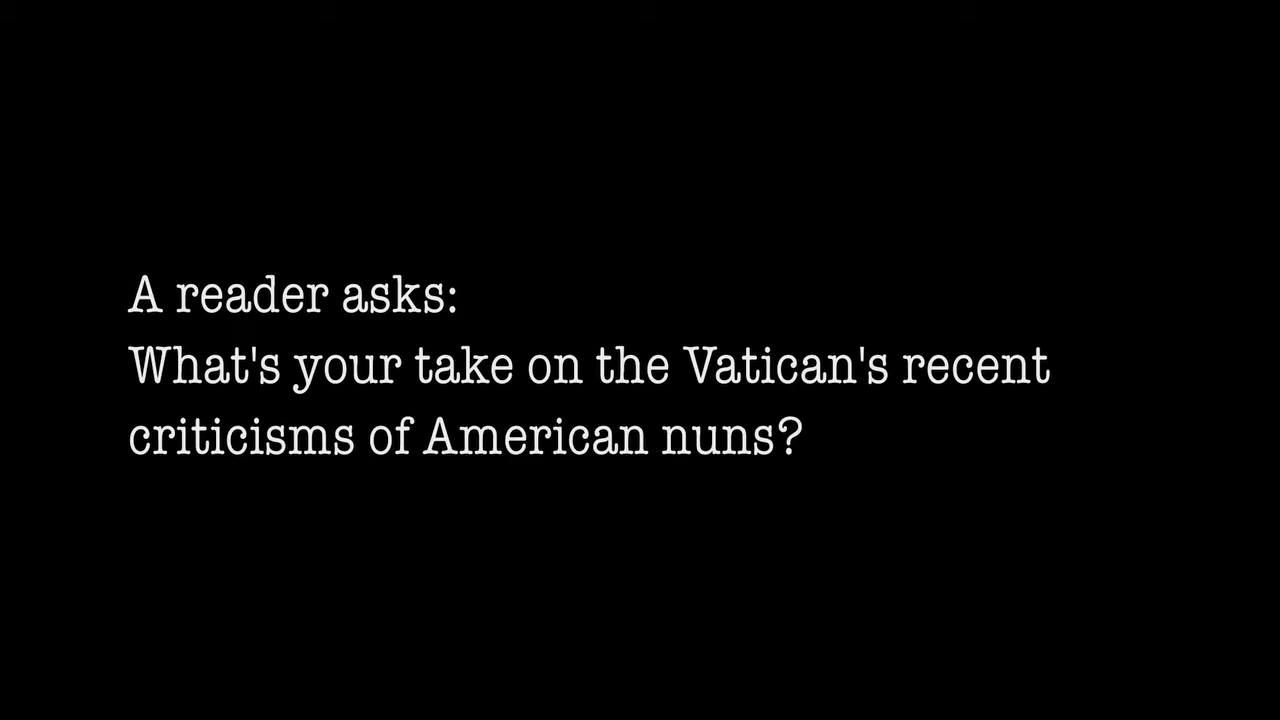 A reader asks:
What's your take on the Vatican's recent
criticisms of American nuns?